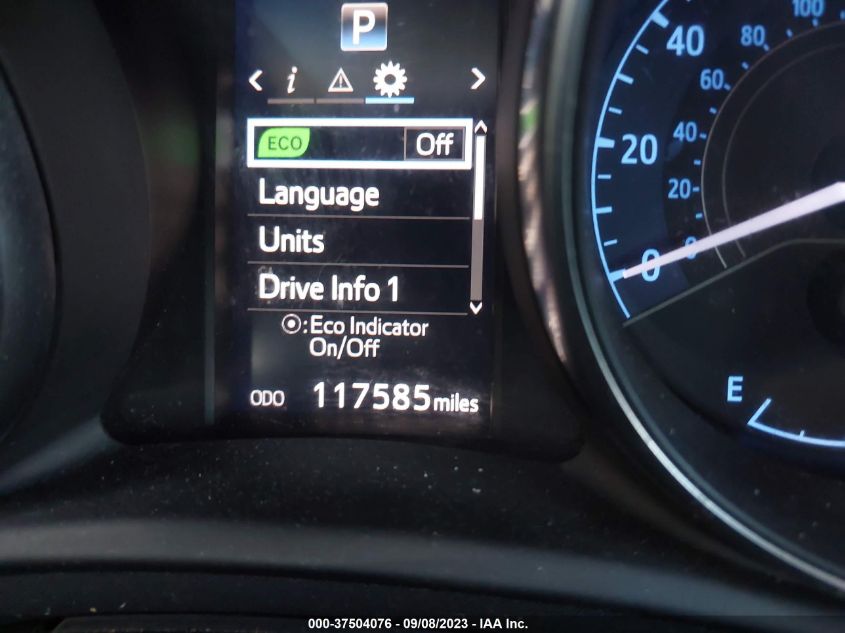 P
i
ECO Off
Language
Units
Drive Info 1
:Eco Indicator
On/Off
ODO 117585 miles
100
80
60
40
20
0
40
20
0
E
000-37504076 - 09/08/2023 - IAA Inc.